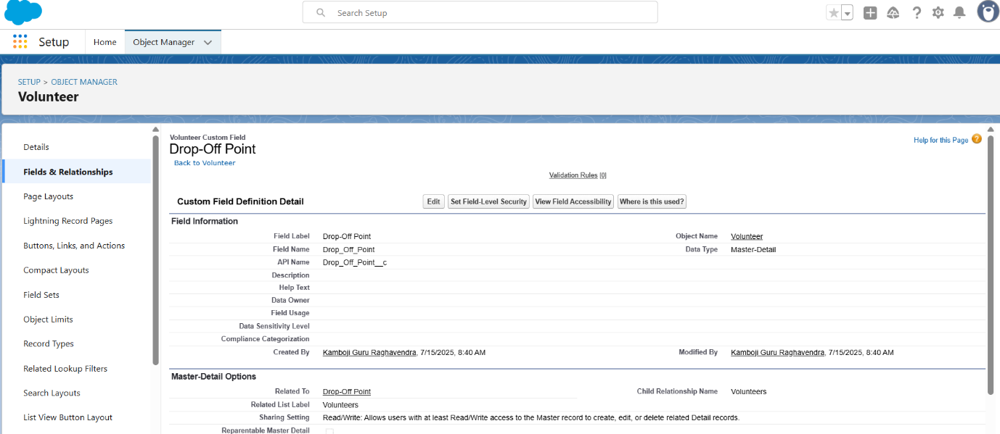 Search Setup
Setup
Home
Object Manager
SETUP > OBJECT MANAGER
Volunteer
Details
Fields & Relationships
Page Layouts
Lightning Record Pages
Buttons, Links, and Actions
Compact Layouts
Field Sets
Object Limits
Record Types
Related Lookup Filters
Search Layouts
List View Button Layout
Volunteer Custom Field
Drop-Off Point
Back to Volunteer
Help for this Page ?
Validation Rules [0]
Custom Field Definition Detail
Edit
Set Field-Level Security
View Field Accessibility
Where is this used?
Field Information
Field Label Drop-Off Point Object Name Volunteer
Field Name Drop_Off_Point Data Type Master-Detail
API Name Drop_Off_Point__c
Description
Help Text
Data Owner
Field Usage
Data Sensitivity Level
Compliance Categorization
Created By Kamboji Guru Raghavendra, 7/15/2025, 8:40 AM Modified By Kamboji Guru Raghavendra, 7/15/2025, 8:40 AM
Master-Detail Options
Related To Drop-Off Point Child Relationship Name Volunteers
Related List Label Volunteers
Sharing Setting Read/Write: Allows users with at least Read/Write access to the Master record to create, edit, or delete related Detail records.
Reparentable Master Detail